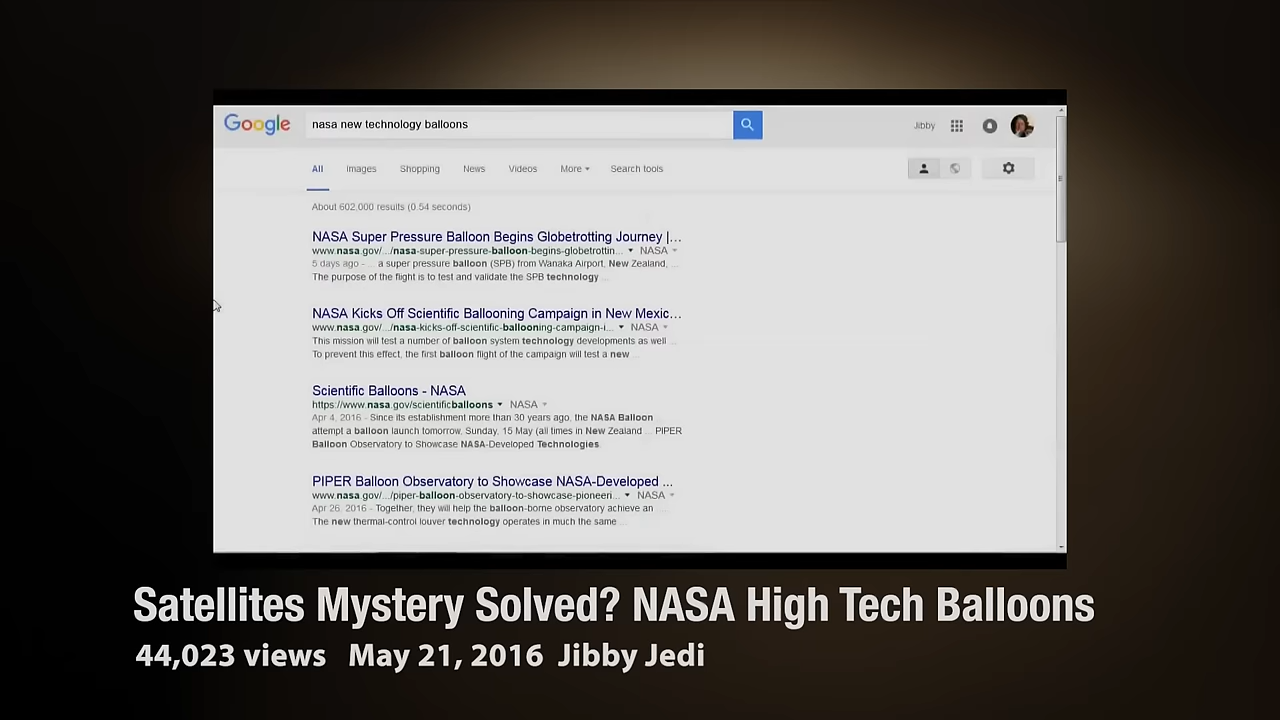 Google nasa new technology balloons Jibby
All Images Shopping News Videos More Search tools
About 602,000 results (0.54 seconds)
NASA Super Pressure Balloon Begins Globetrotting Journey |...
www.nasa.gov/.../nasa-super-pressure-balloon-begins-globetrottin... NASA
5 days ago - ... a super pressure balloon (SPB) from Wanaka Airport, New Zealand, ...
The purpose of the flight is to test and validate the SPB technology ...
NASA Kicks Off Scientific Ballooning Campaign in New Mexic...
www.nasa.gov/.../nasa-kicks-off-scientific-ballooning-campaign-i... NASA
This mission will test a number of balloon system technology developments as well ...
To prevent this effect, the first balloon flight of the campaign will test a new ...
Scientific Balloons - NASA
https://www.nasa.gov/scientificballoons NASA
Apr 4, 2016 - Since its establishment more than 30 years ago, the NASA Balloon ...
attempt a balloon launch tomorrow, Sunday, 15 May (all times in New Zealand ... PIPER
Balloon Observatory to Showcase NASA-Developed Technologies.
PIPER Balloon Observatory to Showcase NASA-Developed ...
www.nasa.gov/.../piper-balloon-observatory-to-showcase-pioneeri... NASA
Apr 26, 2016 - Together, they will help the balloon-borne observatory achieve an ...
The new thermal-control louver technology operates in much the same ...
Satellites Mystery Solved? NASA High Tech Balloons
44,023 views May 21, 2016 Jibby Jedi